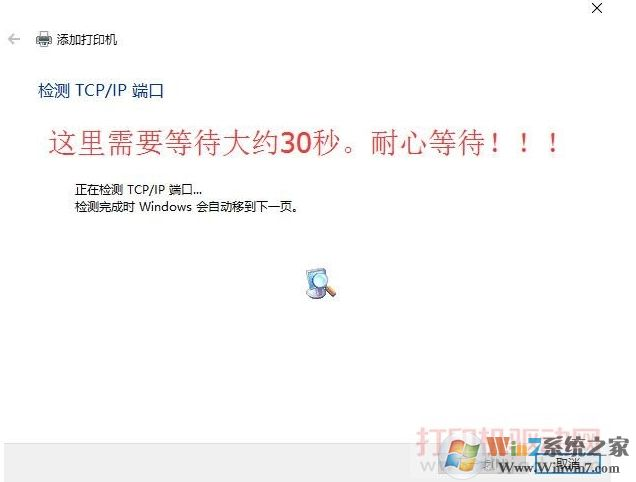 添加打印机
检测 TCP/IP 端口
这里需要等待大约30秒。耐心等待！！！
正在检测 TCP/IP 端口...
检测完成时 Windows 会自动移到下一页。
打印机驱动网
Win7系统之家
取消
Www.Winwin7.com